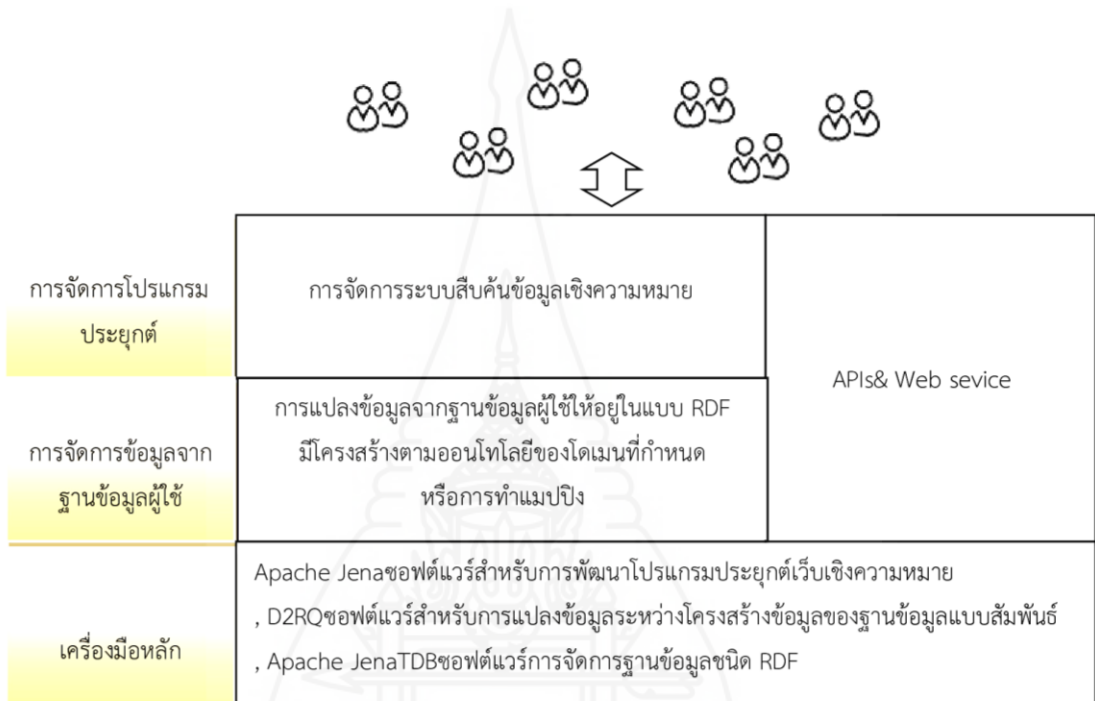 การจัดการโปรแกรม
ประยุกต์
การจัดการระบบสืบค้นข้อมูลเชิงความหมาย
APIs& Web sevice
การจัดการข้อมูลจาก
ฐานข้อมูลผู้ใช้
การแปลงข้อมูลจากฐานข้อมูลผู้ใช้ให้อยู่ในแบบ RDF
มีโครงสร้างตามออนโทโลยีของโดเมนที่กำหนด
หรือการทำแมปปิง
เครื่องมือหลัก
Apache Jenaซอฟต์แวร์สำหรับการพัฒนาโปรแกรมประยุกต์เว็บเชิงความหมาย
, D2RQซอฟต์แวร์สำหรับการแปลงข้อมูลระหว่างโครงสร้างข้อมูลของฐานข้อมูลแบบสัมพันธ์
, Apache JenaTDBซอฟต์แวร์การจัดการฐานข้อมูลชนิด RDF